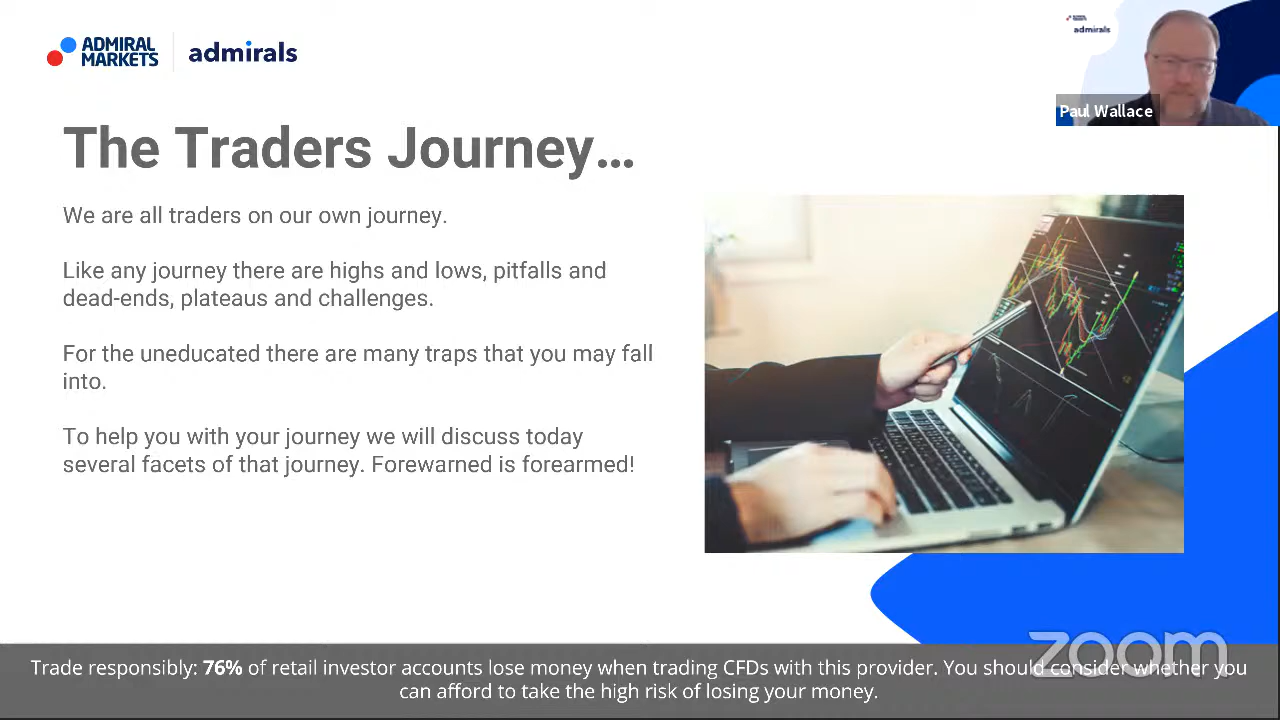 ADMIRAL
MARKETS
admirals
admirals
Paul Wallace
The Traders Journey…
We are all traders on our own journey.
Like any journey there are highs and lows, pitfalls and
dead-ends, plateaus and challenges.
For the uneducated there are many traps that you may fall
into.
To help you with your journey we will discuss today
several facets of that journey. Forewarned is forearmed!
zoom
Trade responsibly: 76% of retail investor accounts lose money when trading CFDs with this provider. You should consider whether you
can afford to take the high risk of losing your money.